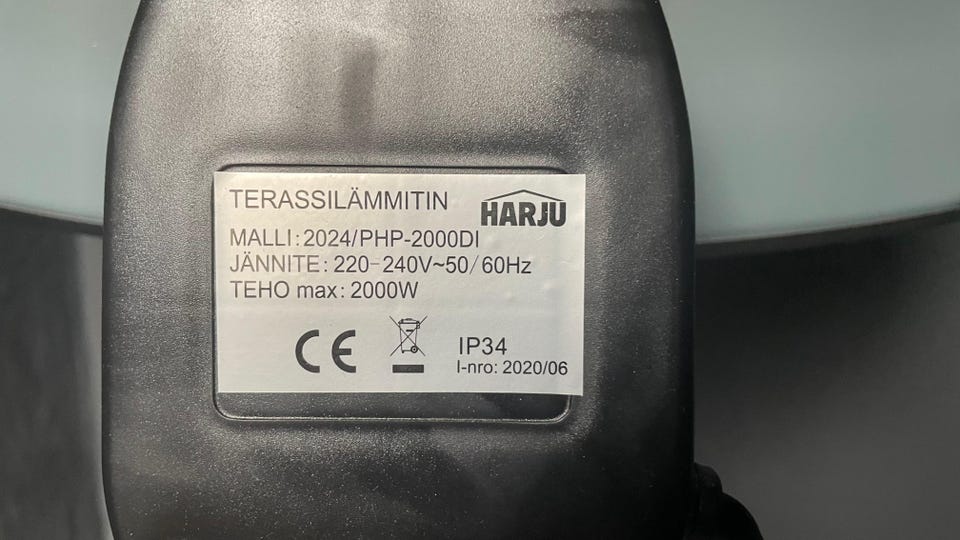 TERASSILÄMMITIN
HARJU
MALLI: 2024/PHP-2000DI
JÄNNITE: 220-240V~50/60Hz
TEHO max: 2000W
CE
IP34
I-nro: 2020/06